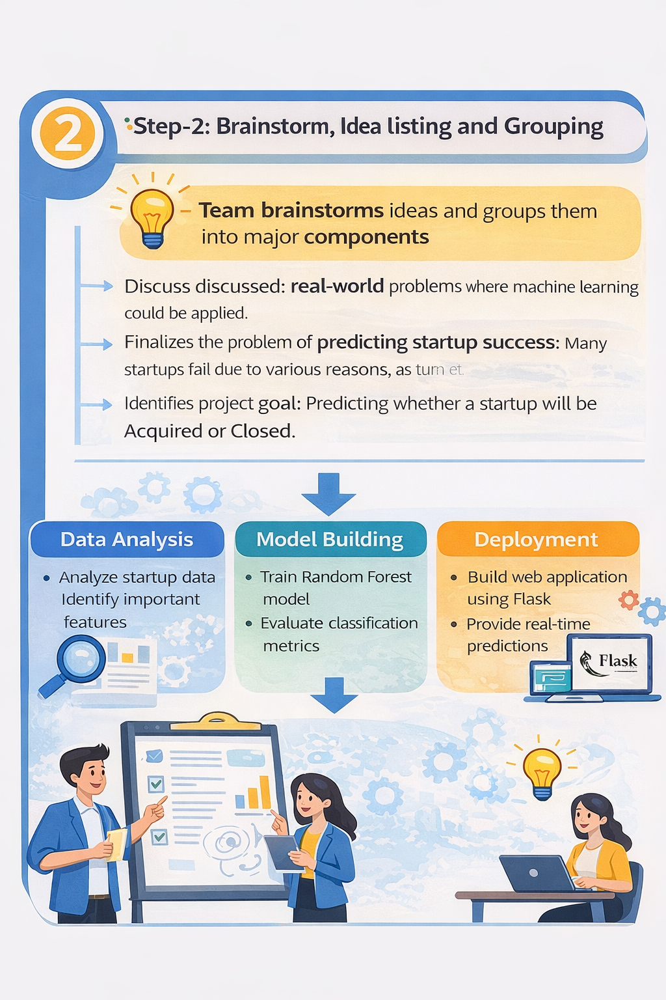 2
Step-2: Brainstorm, Idea listing and Grouping
Team brainstorms ideas and groups them
into major components
Discuss discussed: real-world problems where machine learning
could be applied.
Finalizes the problem of predicting startup success: Many
startups fail due to various reasons, as
Identifies project goal: Predicting whether a startup will be
Acquired or Closed.
Data Analysis
• Analyze startup data
Identify important
features
Model Building
• Train Random Forest
model
• Evaluate classification
metrics
Deployment
• Build web application
using Flask
• Provide real-time
predictions
Flask